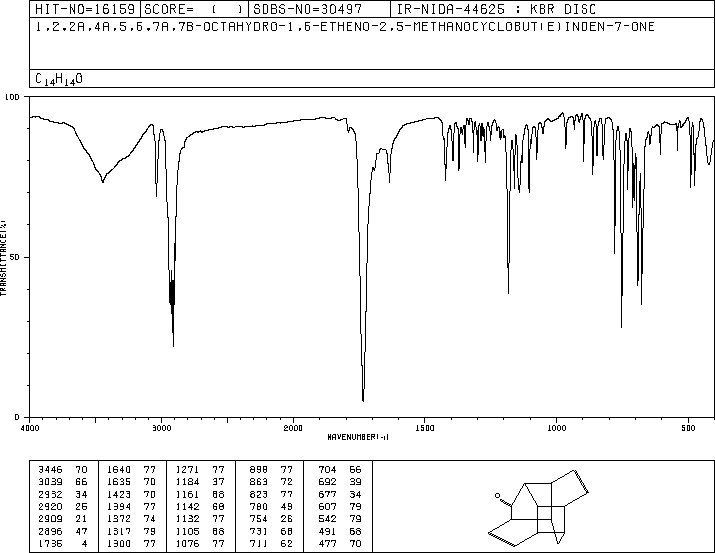 HIT-NO=16159 SCORE= ( ) SDBS-NO=30497 IR-NIDA-44625 : KBR DISC
1,2,2A,4A,5,6,7A,7B-OCTAHYDRO-1,6-ETHENO-2,5-METHANOCYCLOBUT(E)INDEN-7-ONE
C14H14O
100
50
0
TRANSMITTANCE(%)
4000 3000 2000 1500 1000 500
WAVENUMBER(-1)
3446 70 1640 77 1271 77 898 77 704 66
3039 66 1635 70 1184 37 863 72 692 39
2932 34 1423 70 1161 68 823 77 677 34
2920 26 1394 77 1142 68 780 49 607 79
2909 21 1372 74 1132 77 754 26 542 79
2896 47 1317 79 1105 68 731 68 491 68
1736 4 1300 77 1076 77 711 62 477 70
O